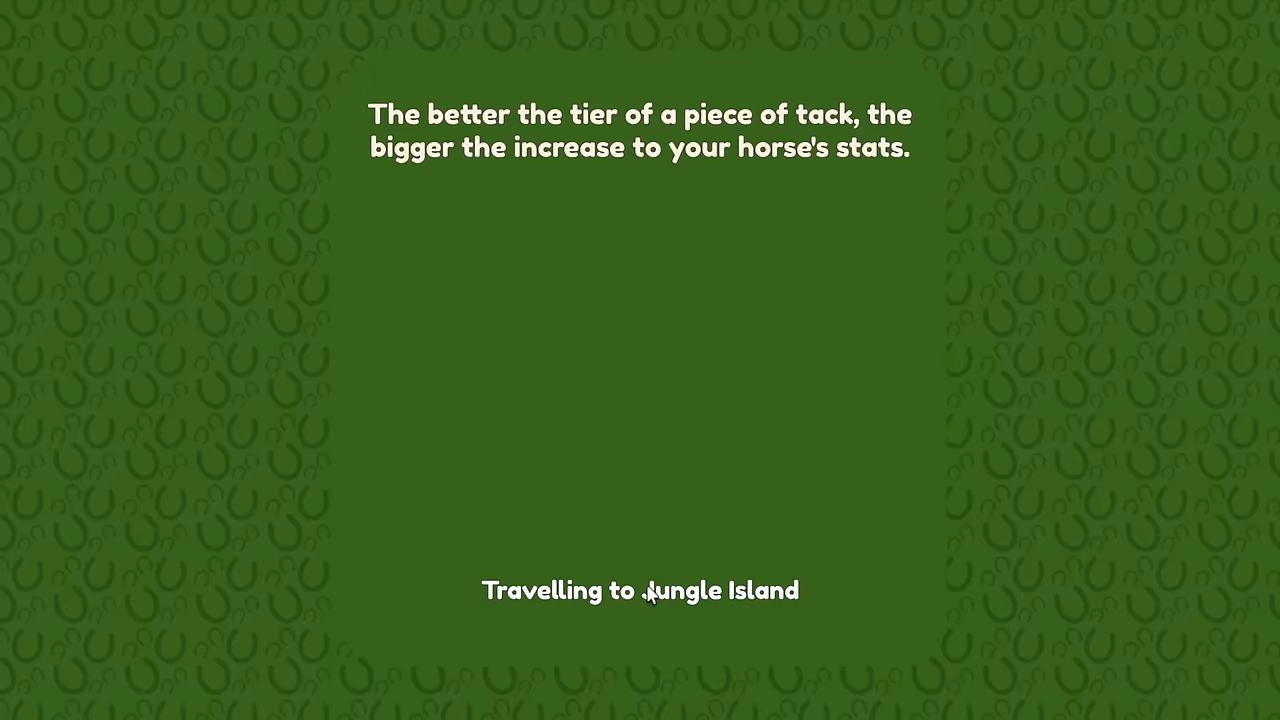 The better the tier of a piece of tack, the
bigger the increase to your horse's stats.
Travelling to Jungle Island